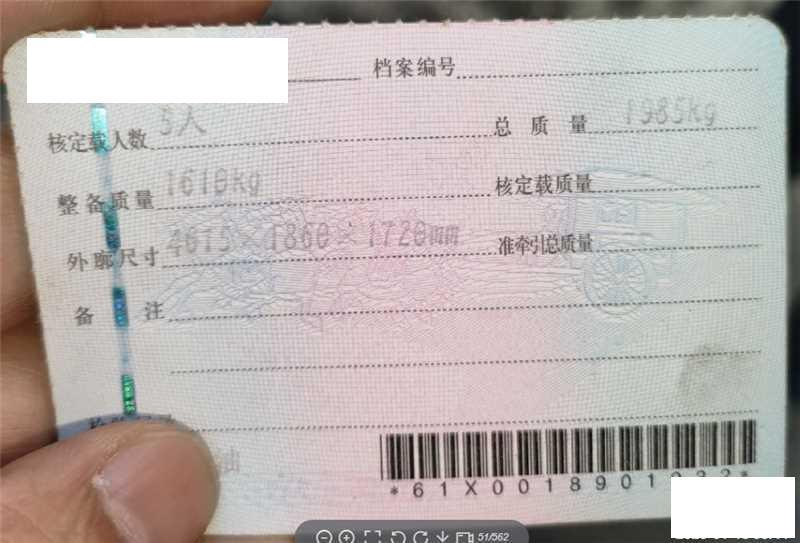 档案编号
核定载人数 5人 总质量 1985kg
整备质量 1610kg 核定载质量
外廓尺寸 4615×1860×1720mm 准牵引总质量
备注
油
51/562